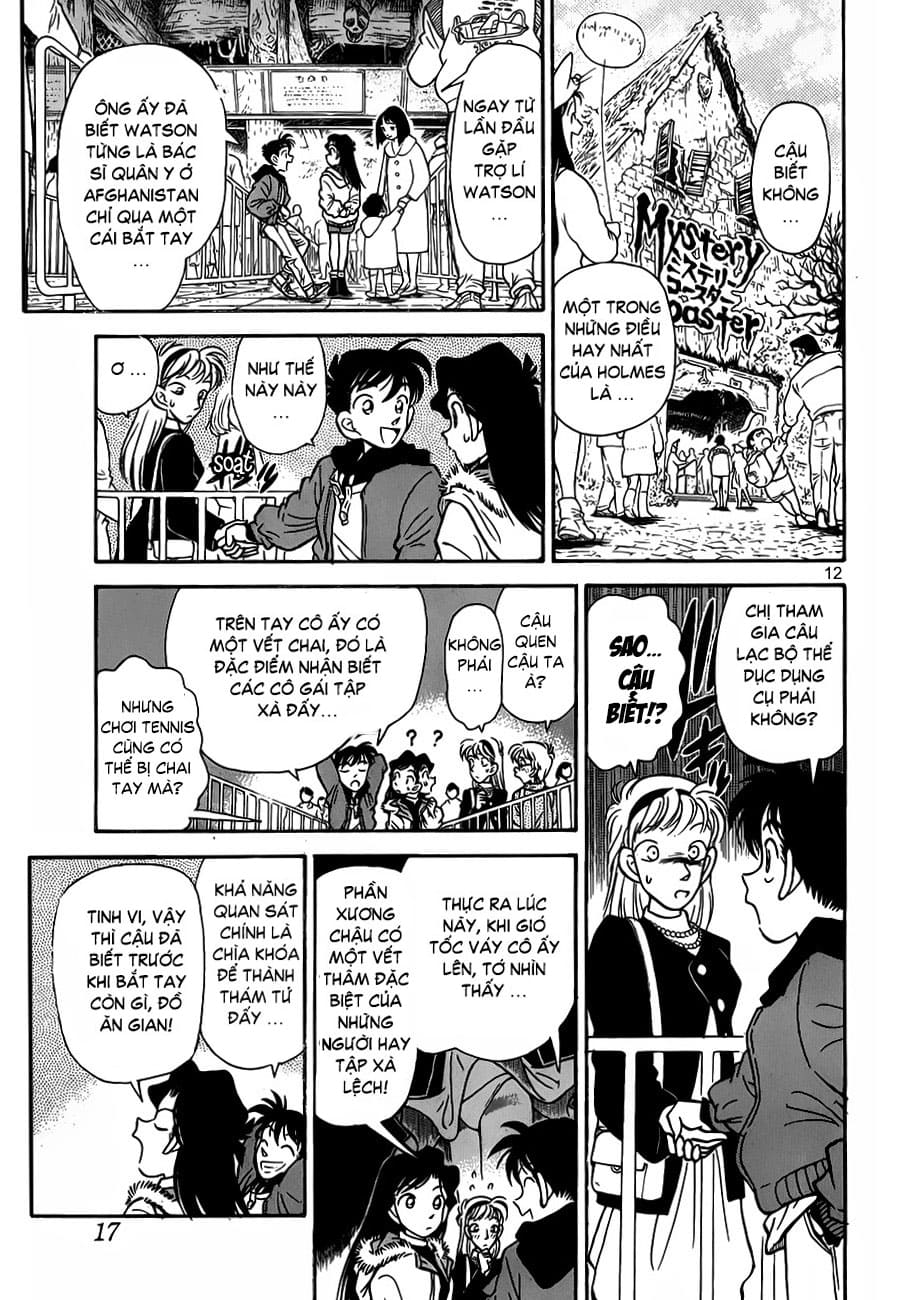 CẬU
BIẾT
KHÔNG
...
Mystery
ミステリー
コースター
Coaster
MỘT TRONG
NHỮNG ĐIỀU
HAY NHẤT
CỦA HOLMES
LÀ ...
NGAY TỪ
LẦN ĐẦU
GẶP
TRỢ LÍ
WATSON
...
ÔNG ẤY ĐÃ
BIẾT WATSON
TỪNG LÀ BÁC
SĨ QUÂN Y Ở
AFGHANISTAN
CHỈ QUA MỘT
CÁI BẮT TAY
...
NHƯ THẾ
NÀY NÀY
...
Ơ ...
soạt
12
CHỊ THAM
GIA CÂU
LẠC BỘ THỂ
DỤC DỤNG
CỤ PHẢI
KHÔNG?
SAO...
CẬU
BIẾT!?
CẬU
QUEN
CẬU TA
À?
KHÔNG
PHẢI
...
TRÊN TAY CÔ ẤY CÓ
MỘT VẾT CHAI, ĐÓ LÀ
ĐẶC ĐIỂM NHẬN BIẾT
CÁC CÔ GÁI TẬP
XÀ ĐẤY...
? ?
NHƯNG
CHƠI TENNIS
CŨNG CÓ
THỂ BỊ CHAI
TAY MÀ?
THỰC RA LÚC
NÃY, KHI GIÓ
TỐC VÁY CÔ ẤY
LÊN, TỚ NHÌN
THẤY ...
PHẦN
XƯƠNG
CHẬU CÓ
MỘT VẾT
THÂM ĐẶC
BIỆT CỦA
NHỮNG
NGƯỜI HAY
TẬP XÀ
LỆCH!
KHẢ NĂNG
QUAN SÁT
CHÍNH LÀ
CHÌA KHÓA
ĐỂ THÀNH
THÁM TỬ
ĐẤY ...
TINH VI, VẬY
THÌ CẬU ĐÃ
BIẾT TRƯỚC
KHI BẮT TAY
CÒN GÌ, ĐỒ
ĂN GIAN!
17